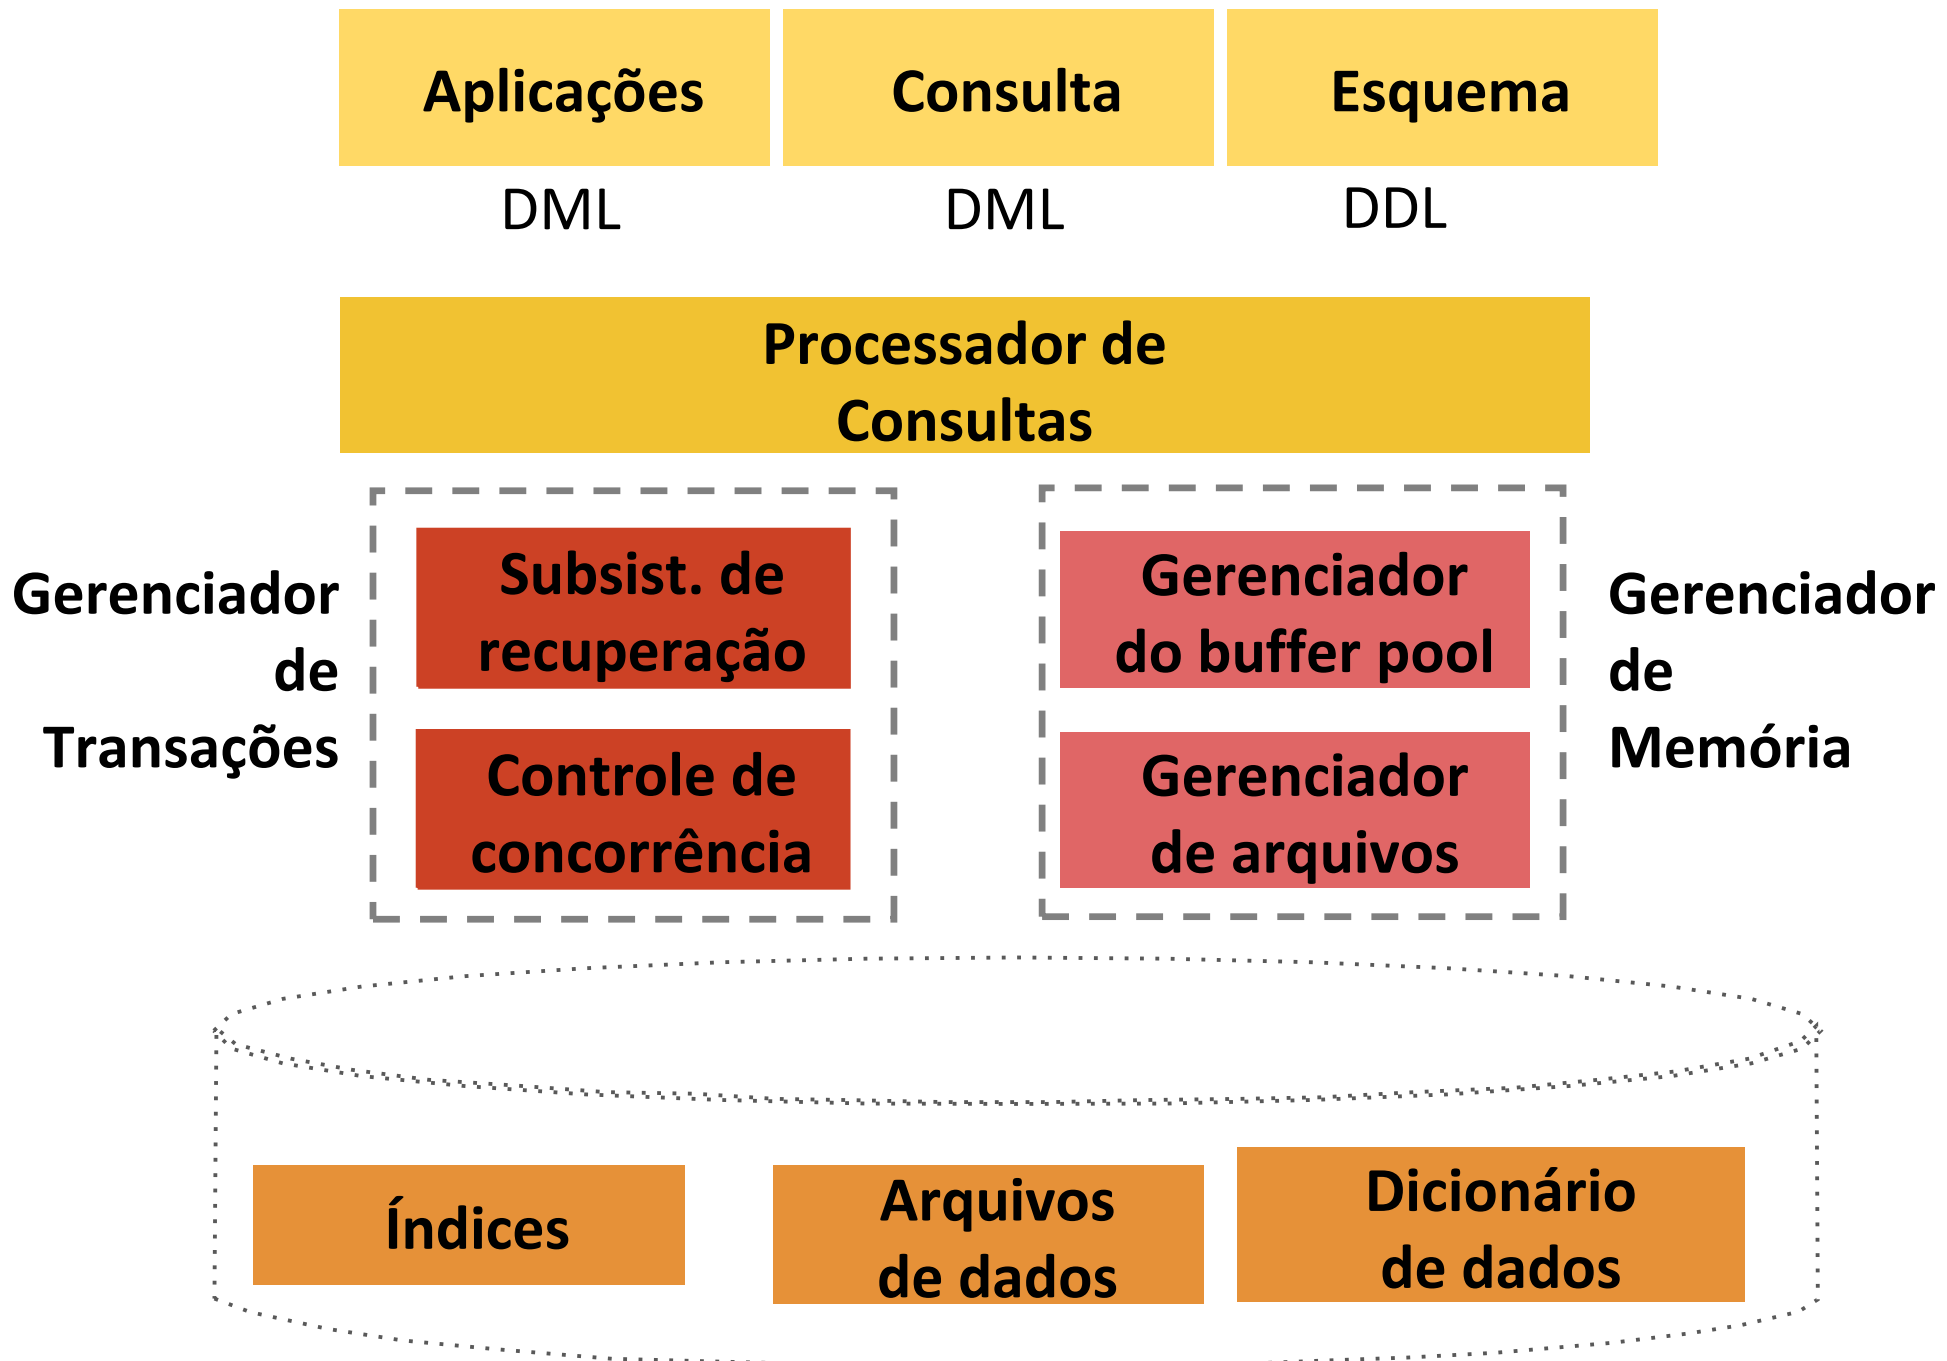 Aplicações
Consulta
Esquema
DML
DML
DDL
Processador de
Consultas
Gerenciador
de
Transações
Subsist. de
recuperação
Controle de
concorrência
Gerenciador
do buffer pool
Gerenciador
de arquivos
Gerenciador
de
Memória
Índices
Arquivos
de dados
Dicionário
de dados